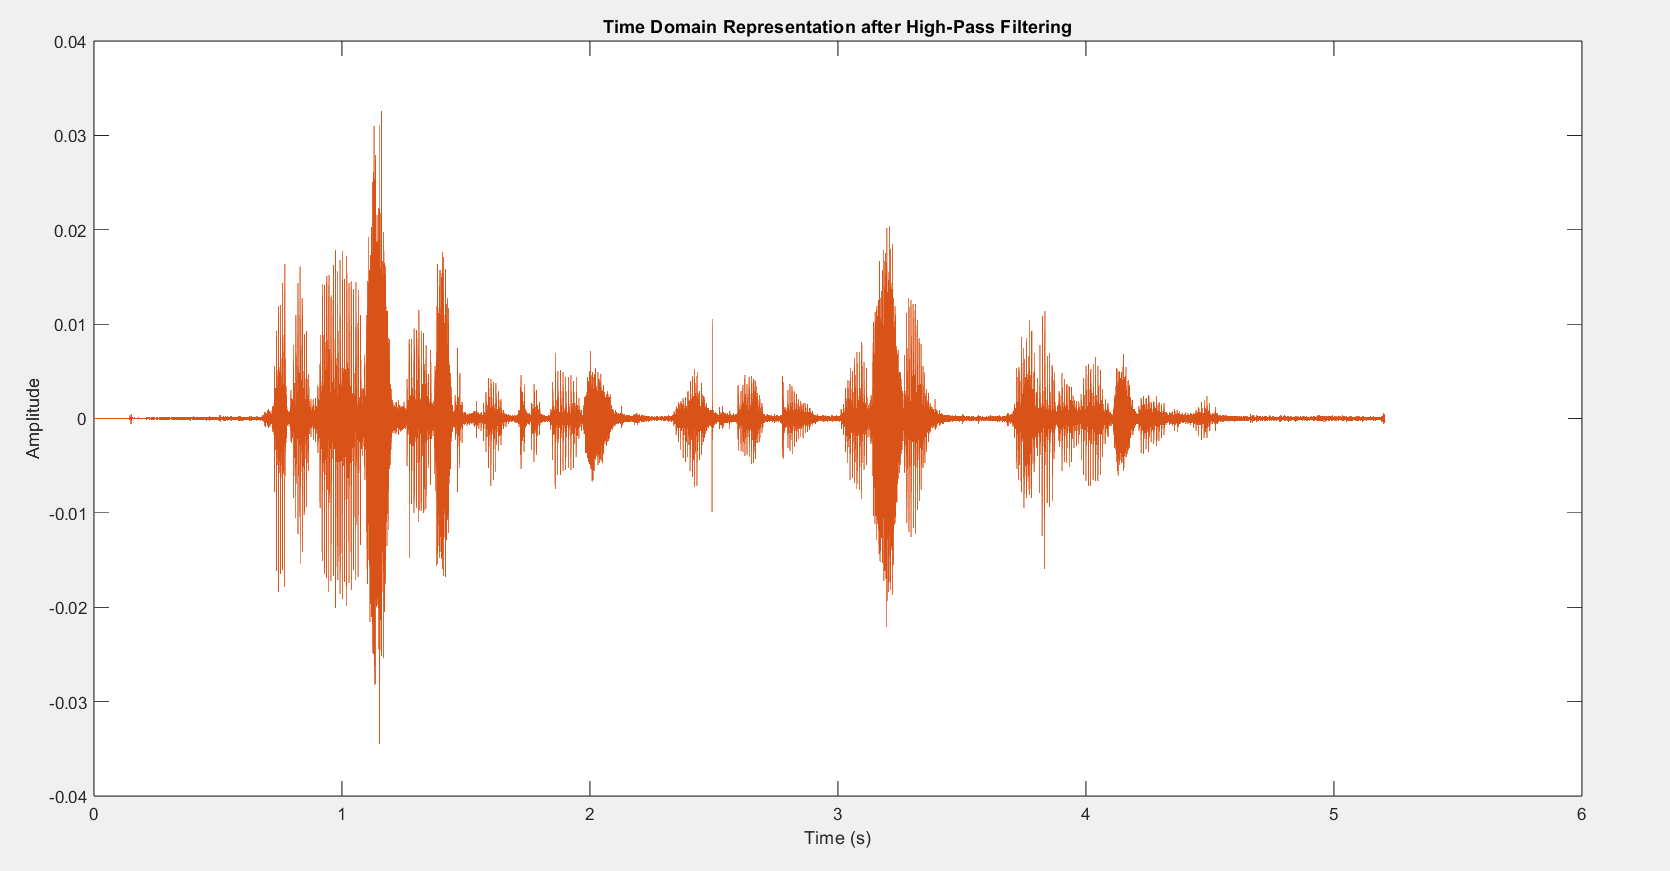 Time Domain Representation after High-Pass Filtering
0.04
0.03
0.02
0.01
0
-0.01
-0.02
-0.03
-0.04
Amplitude
0 1 2 3 4 5 6
Time (s)